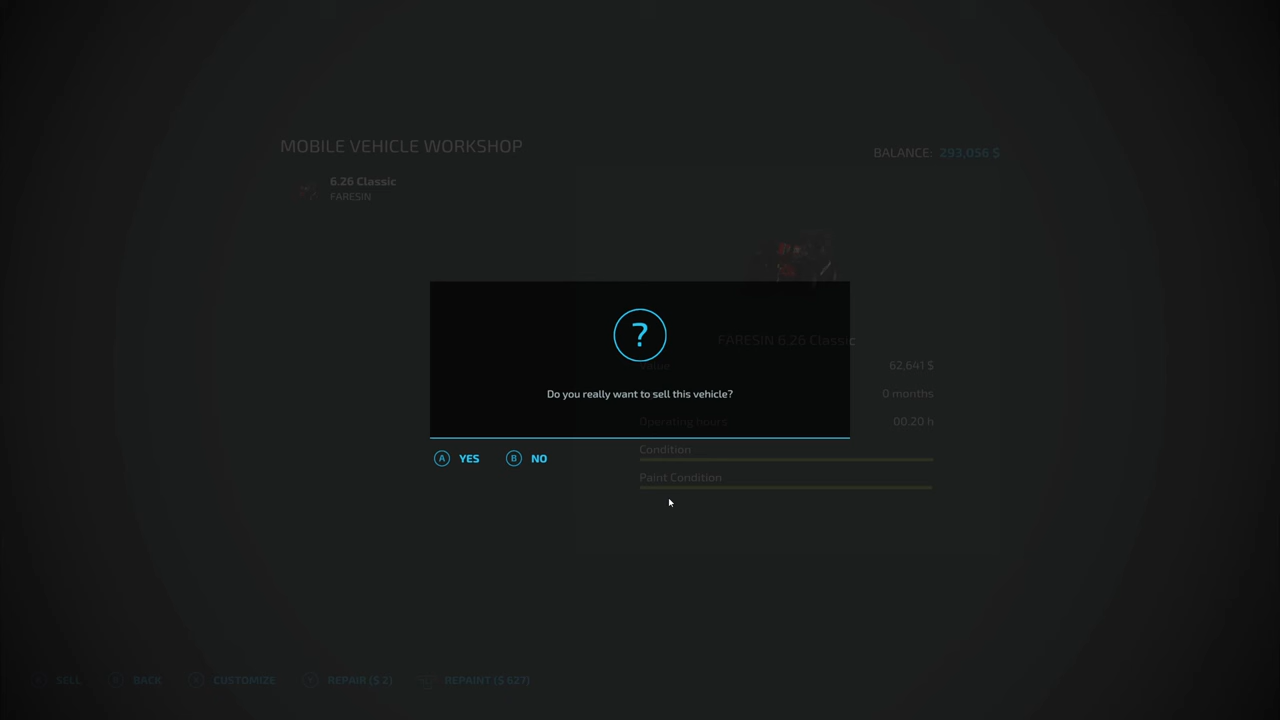 MOBILE VEHICLE WORKSHOP
BALANCE: 293,056 $
6.26 Classic
FARESIN
?
FARESIN 6.26 Classic
Value 62,641 $
Do you really want to sell this vehicle?
0 months
Operating hours 00:20 h
Condition
A YES B NO
Paint Condition
SELL BACK CUSTOMIZE REPAIR ($ 2) REPAINT ($ 627)